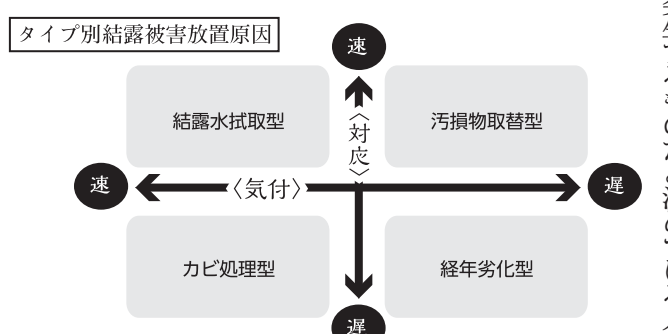 タイプ別結露被害放置原因
速
結露水拭取型
〈対応〉
汚損物取替型
速
〈気付〉
遅
カビ処理型
経年劣化型
遅